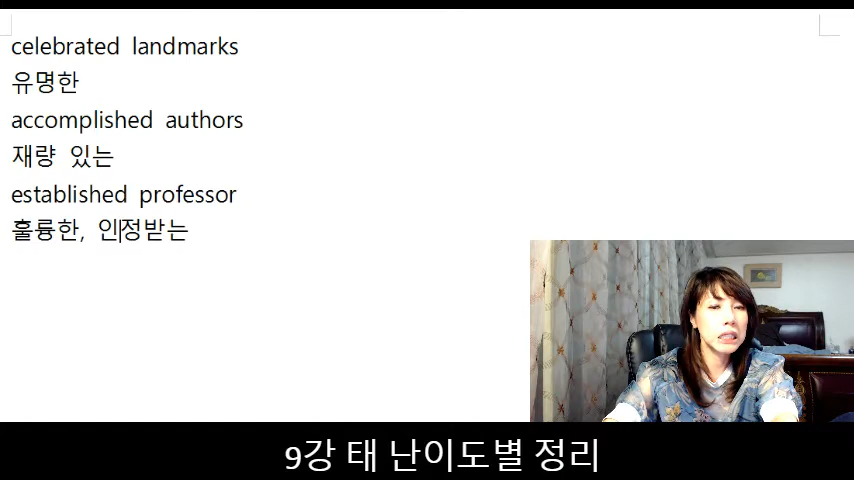 celebrated landmarks
유명한
accomplished authors
재량 있는
established professor
훌륭한, 인정받는
9강 태 난이도별 정리